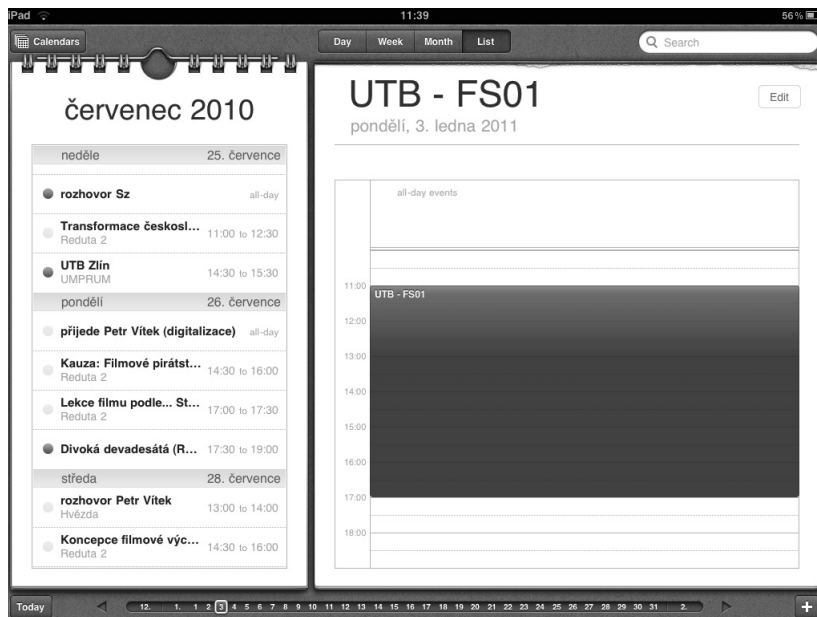 iPad 11:39 56%
Calendars Day Week Month List Search
červenec 2010
neděle 25. července
rozhovor Sz all-day
Transformace českosl... 11:00 to 12:30
Reduta 2
UTB Zlín 14:30 to 15:30
UMPRUM
pondělí 26. července
přijede Petr Vítek (digitalizace) all-day
Kauza: Filmové pirátst... 14:30 to 16:00
Reduta 2
Lekce filmu podle... St... 17:00 to 17:30
Reduta 2
Divoká devadesátá (R... 17:30 to 19:00
středa 28. července
rozhovor Petr Vítek 13:00 to 14:00
Hvězda
Koncepce filmové výc... 14:30 to 16:00
Reduta 2
UTB - FS01
Edit
pondělí, 3. ledna 2011
all-day events
11:00
UTB - FS01
12:00
13:00
14:00
15:00
16:00
17:00
18:00
Today 12. 1. 1 2 3 4 5 6 7 8 9 10 11 12 13 14 15 16 17 18 19 20 21 22 23 24 25 26 27 28 29 30 31 2. +